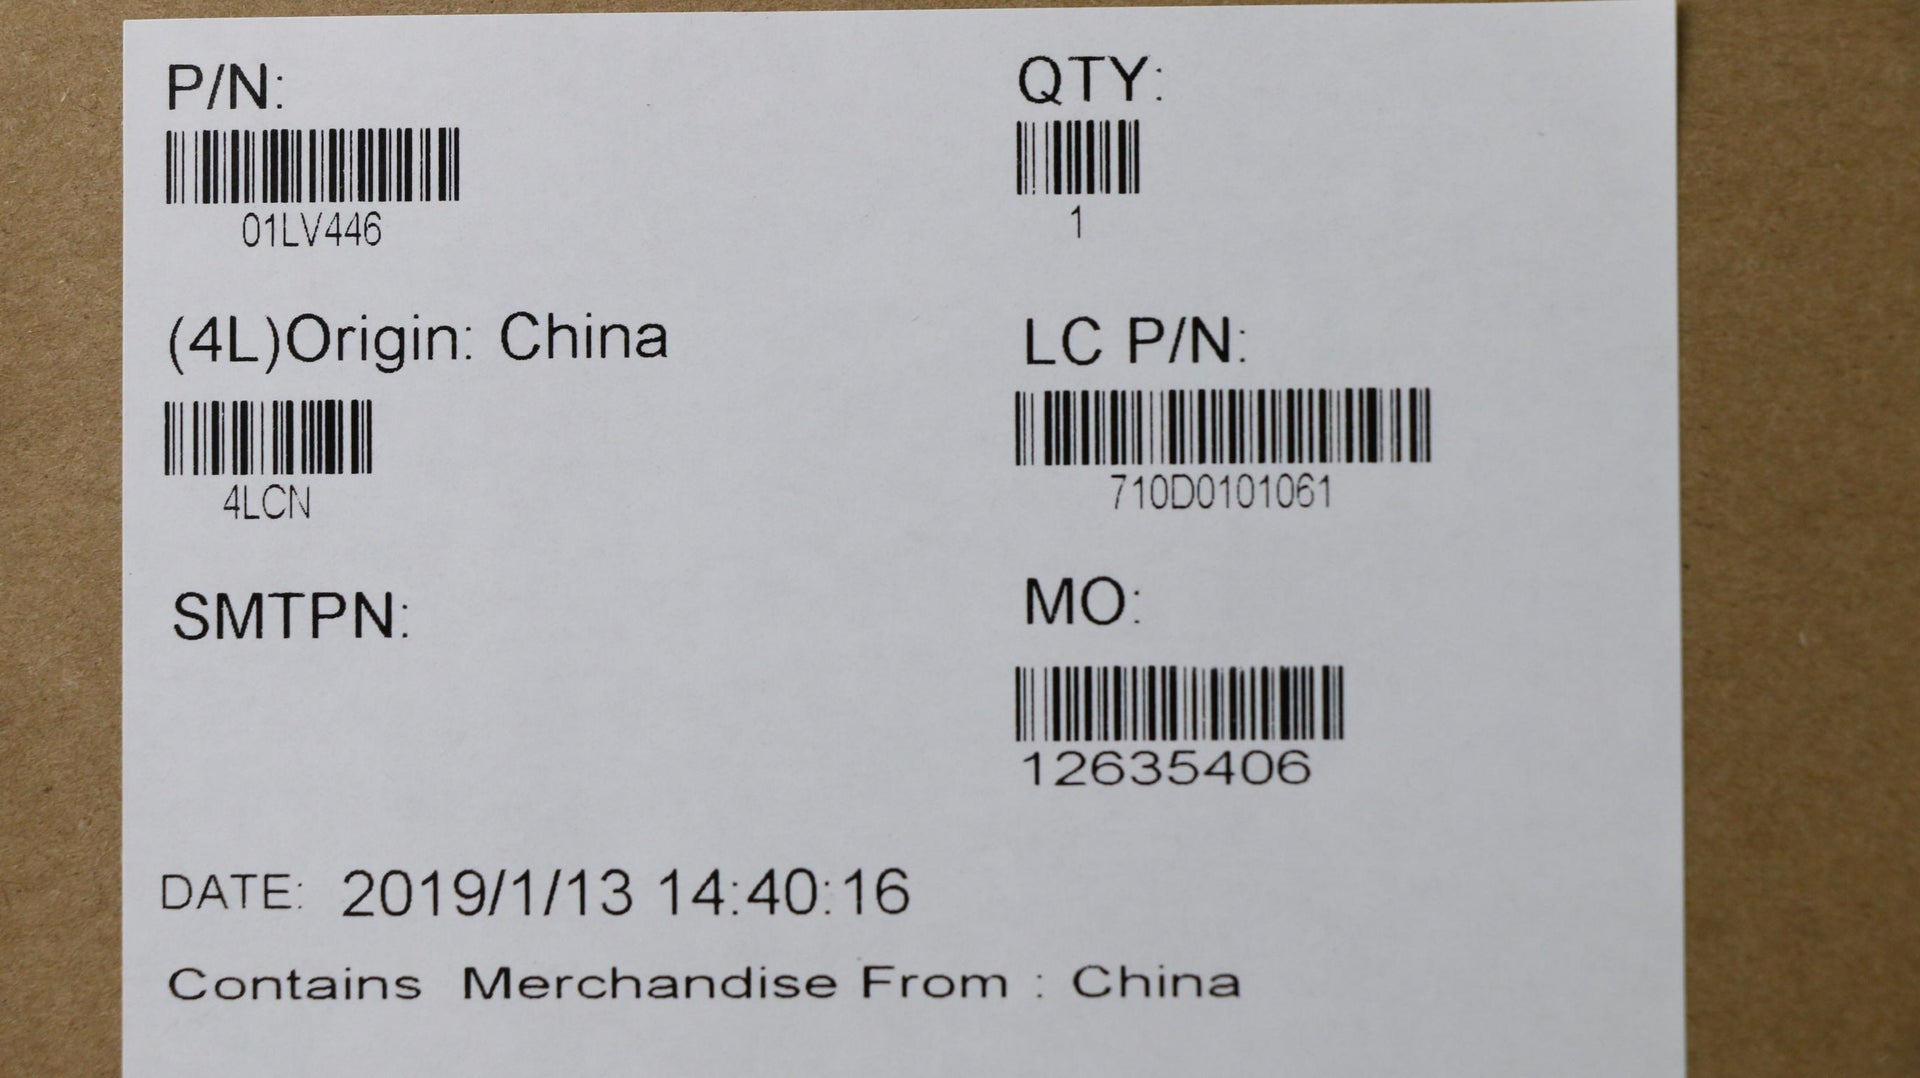 P/N:
01LV446
QTY:
1
(4L)Origin: China
4LCN
LC P/N:
710D0101061
SMTPN:
MO:
12635406
DATE: 2019/1/13 14:40:16
Contains Merchandise From : China